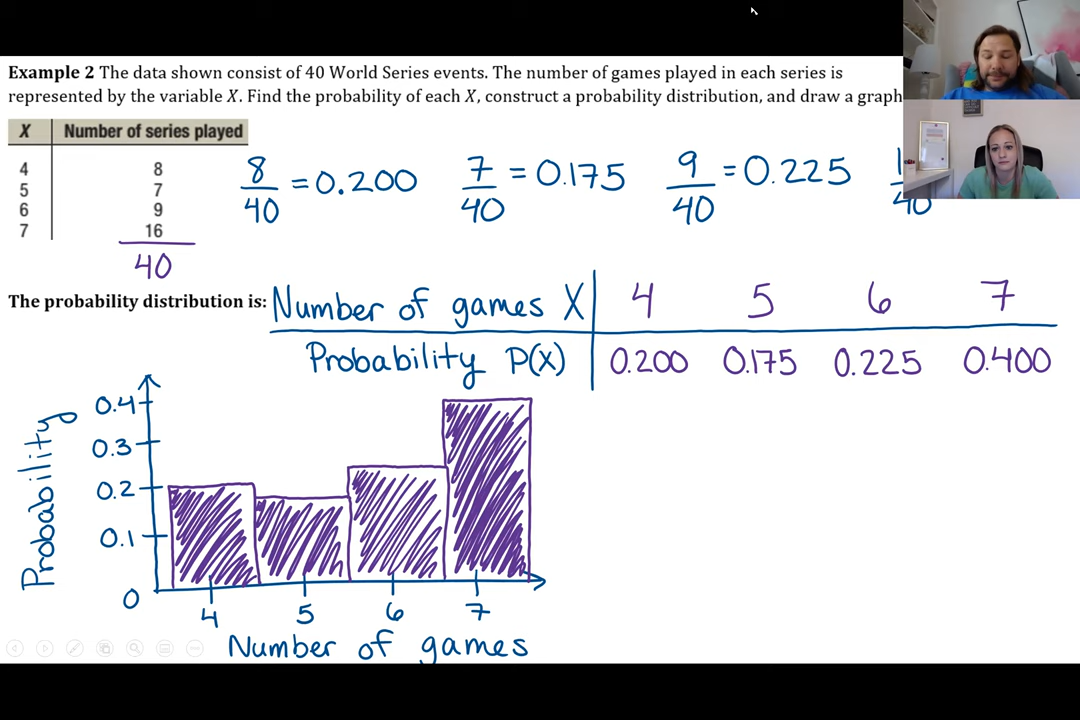 Example 2 The data shown consist of 40 World Series events. The number of games played in each series is
represented by the variable X. Find the probability of each X, construct a probability distribution, and draw a graph
X Number of series played
4 8
5 7
6 9
7 16
40
8/40 = 0.200 7/40 = 0.175 9/40 = 0.225 /40
The probability distribution is:
Number of games X 4 5 6 7
Probability P(x) 0.200 0.175 0.225 0.400
Probability
0.4
0.3
0.2
0.1
0
4 5 6 7
Number of games